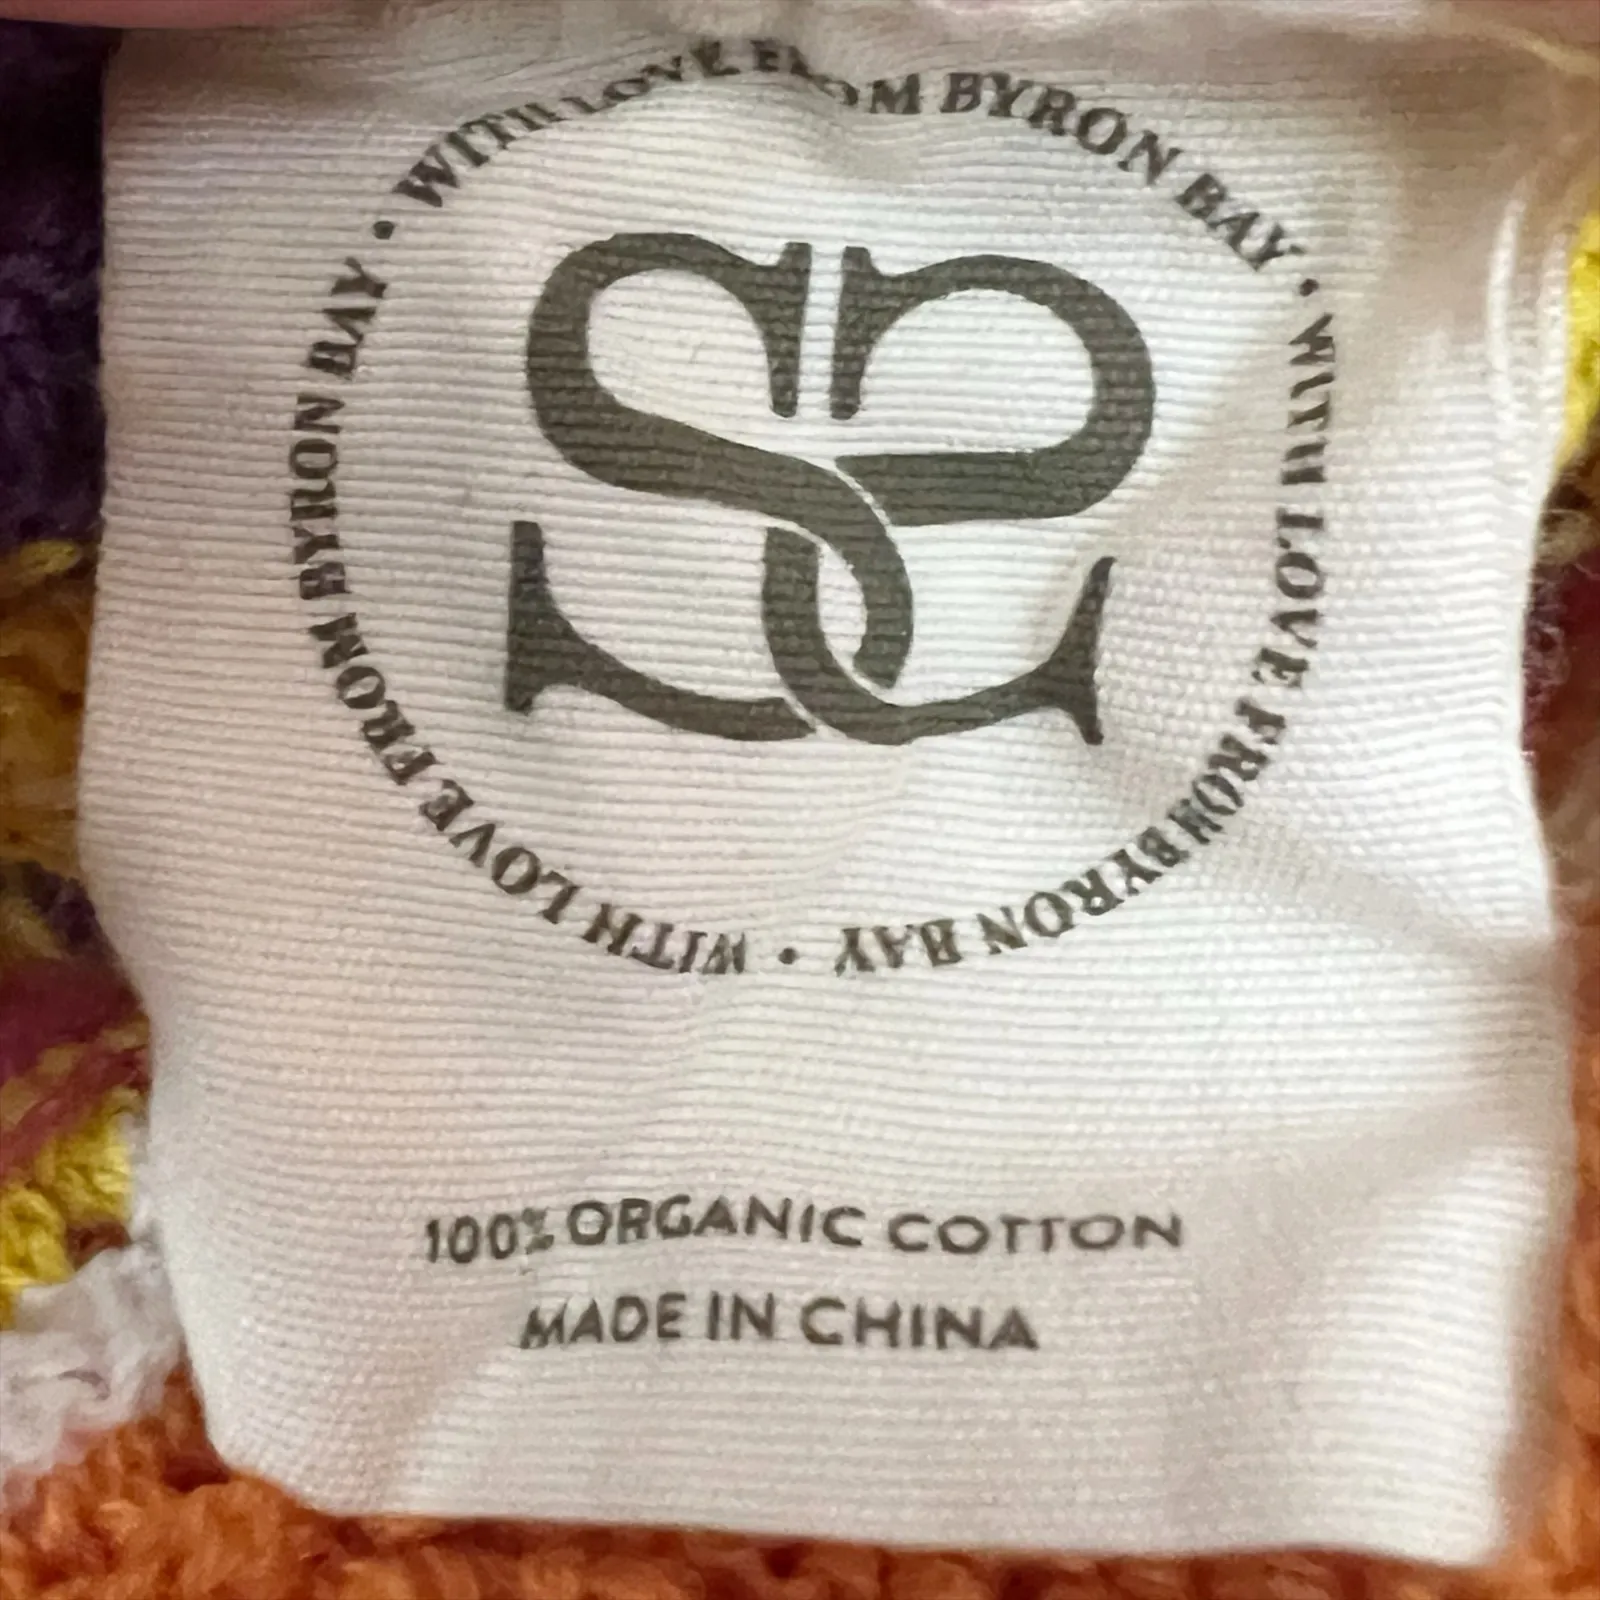 WITH LOVE FROM BYRON BAY • WITH LOVE FROM BYRON BAY • WITH LOVE FROM BYRON BAY •
100% ORGANIC COTTON
MADE IN CHINA